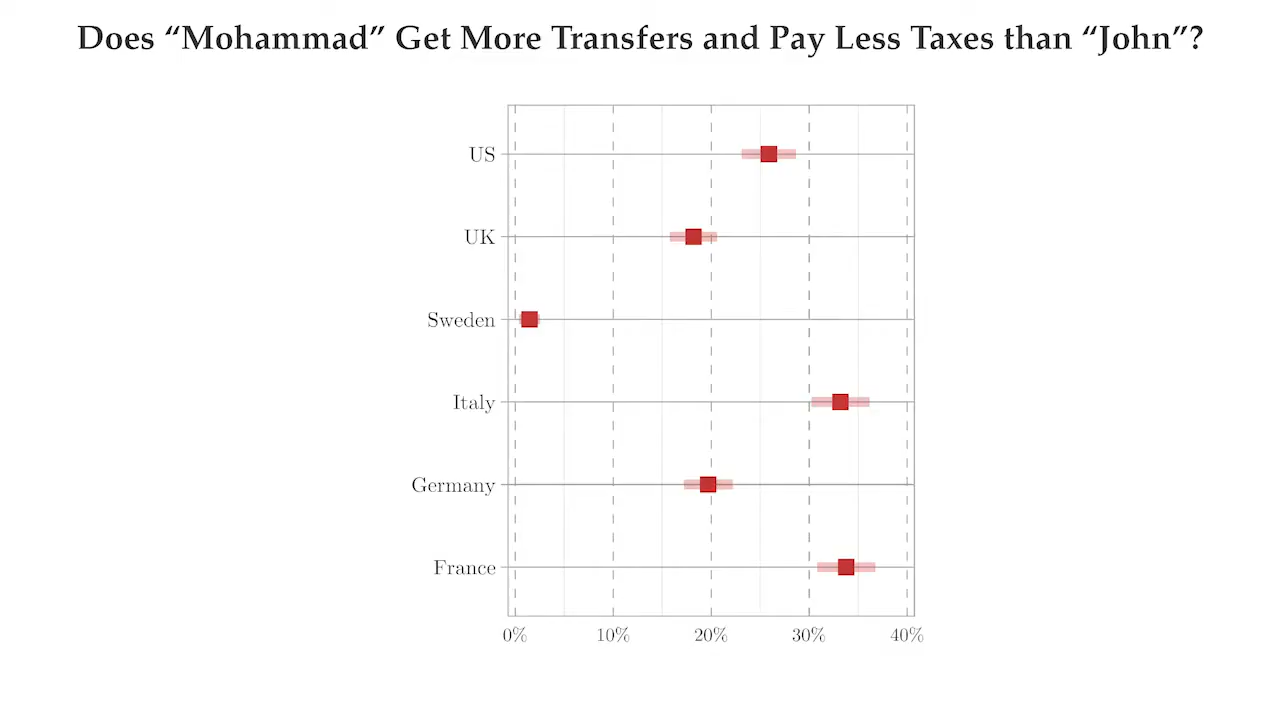 Does “Mohammad” Get More Transfers and Pay Less Taxes than “John”?
US
UK
Sweden
Italy
Germany
France
0% 10% 20% 30% 40%